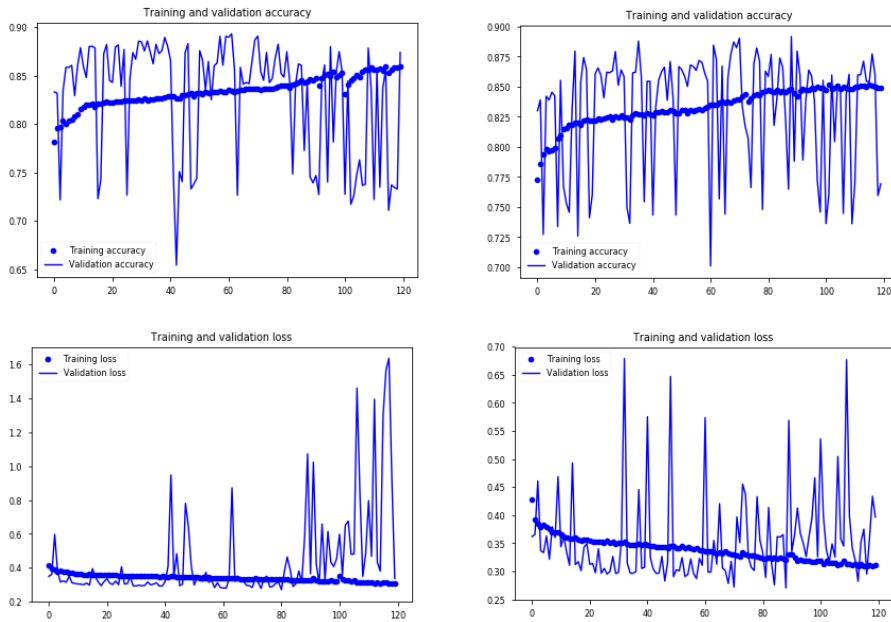 Training and validation accuracy
0.90
0.85
0.80
0.75
0.70
0.65
Training accuracy
Validation accuracy
0 20 40 60 80 100 120
Training and validation accuracy
0.900
0.875
0.850
0.825
0.800
0.775
0.750
0.725
0.700
Training accuracy
Validation accuracy
0 20 40 60 80 100 120
Training and validation loss
1.6
1.4
1.2
1.0
0.8
0.6
0.4
0.2
Training loss
Validation loss
0 20 40 60 80 100 120
Training and validation loss
0.70
0.65
0.60
0.55
0.50
0.45
0.40
0.35
0.30
0.25
Training loss
Validation loss
0 20 40 60 80 100 120